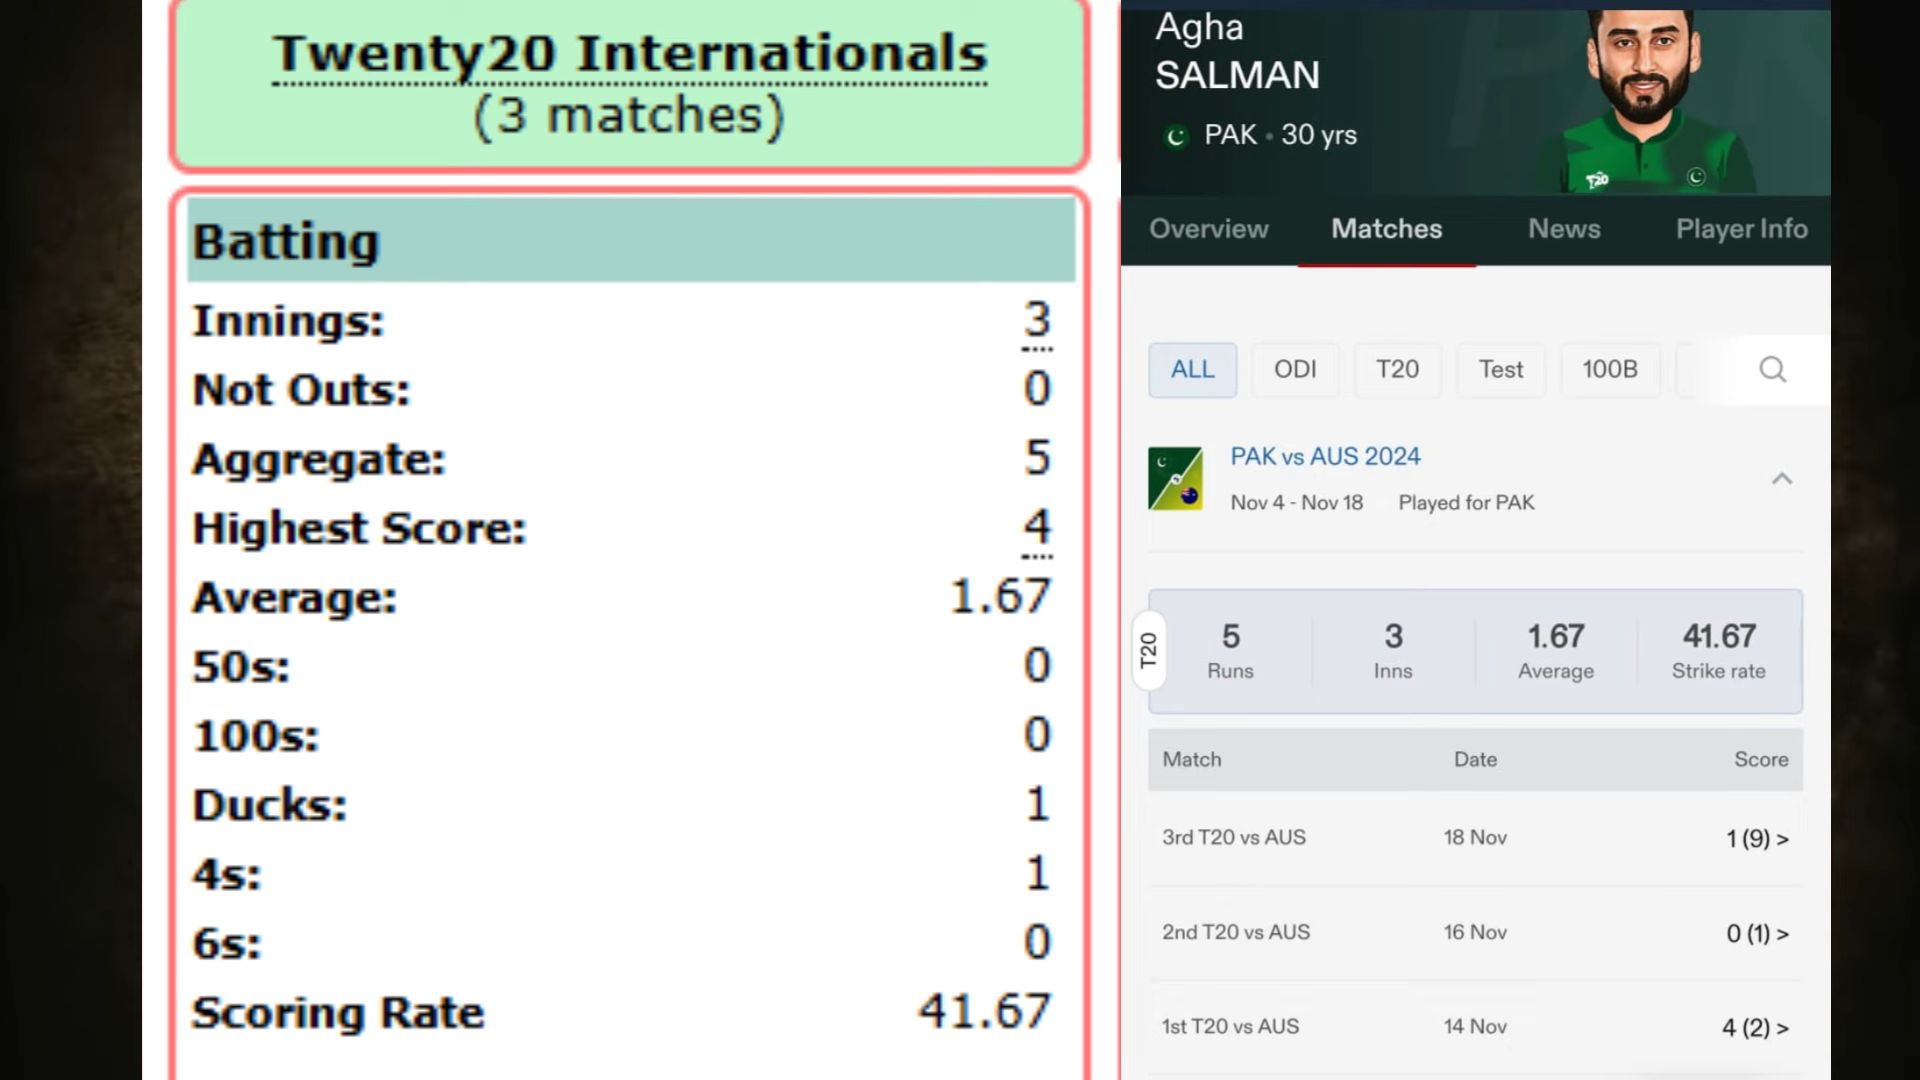 Twenty20 Internationals
(3 matches)
Batting
Innings: 3
Not Outs: 0
Aggregate: 5
Highest Score: 4
Average: 1.67
50s: 0
100s: 0
Ducks: 1
4s: 1
6s: 0
Scoring Rate 41.67
Agha
SALMAN
PAK • 30 yrs
T20
Overview Matches News Player Info
ALL ODI T20 Test 100B
PAK vs AUS 2024
Nov 4 - Nov 18 Played for PAK
T20
5 3 1.67 41.67
Runs Inns Average Strike rate
Match Date Score
3rd T20 vs AUS 18 Nov 1 (9) >
2nd T20 vs AUS 16 Nov 0 (1) >
1st T20 vs AUS 14 Nov 4 (2) >